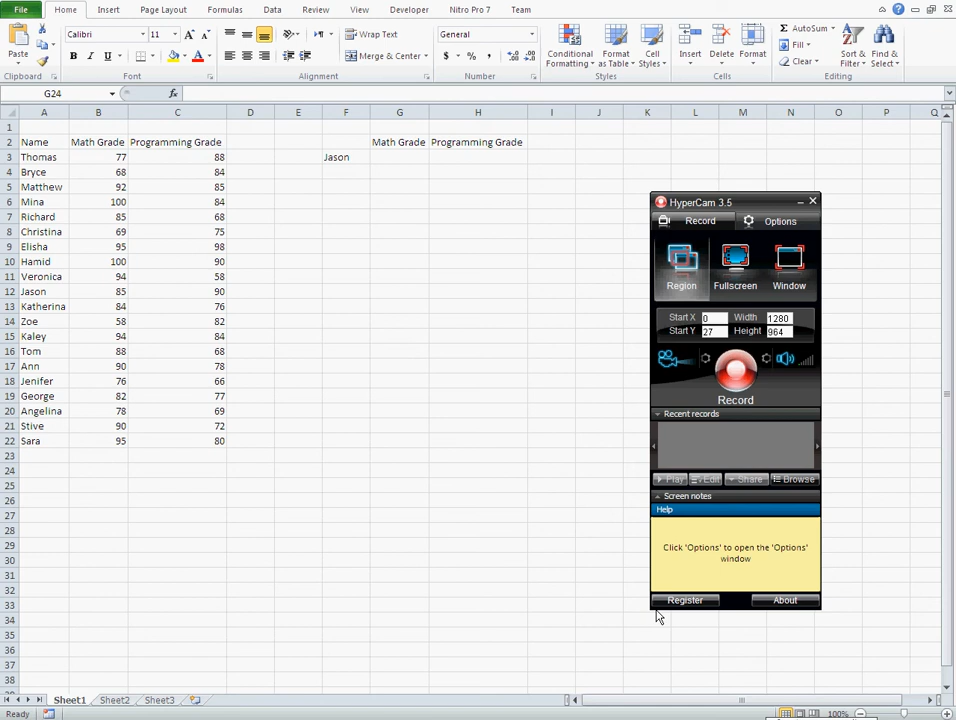 File Home Insert Page Layout Formulas Data Review View Developer Nitro Pro 7 Team
Calibri 11 Wrap Text General Σ AutoSum
Paste B I U A Merge & Center $ % , Conditional Formatting Format as Table Cell Styles Insert Delete Format Fill Clear Sort & Filter Find & Select
Clipboard Font Alignment Number Styles Cells Editing
G24 fx
A B C D E F G H I J K L M N O P Q
1
2 Name Math Grade Programming Grade Math Grade Programming Grade
3 Thomas 77 88 Jason
4 Bryce 68 84
5 Matthew 92 85
6 Mina 100 84
7 Richard 85 68
8 Christina 69 75
9 Elisha 95 98
10 Hamid 100 90
11 Veronica 94 58
12 Jason 85 90
13 Katherina 84 76
14 Zoe 58 82
15 Kaley 94 84
16 Tom 88 68
17 Ann 90 78
18 Jenifer 76 66
19 George 82 77
20 Angelina 78 69
21 Stive 90 72
22 Sara 95 80
23
24
25
26
27
28
29
30
31
32
33
34
35
36
37
38
HyperCam 3.5
Record Options
Region Fullscreen Window
Start X 0 Width 1280
Start Y 27 Height 964
Record
Recent records
Play Edit Share Browse
Screen notes
Help
Click 'Options' to open the 'Options'
window
Register About
Sheet1 Sheet2 Sheet3
Ready 100%